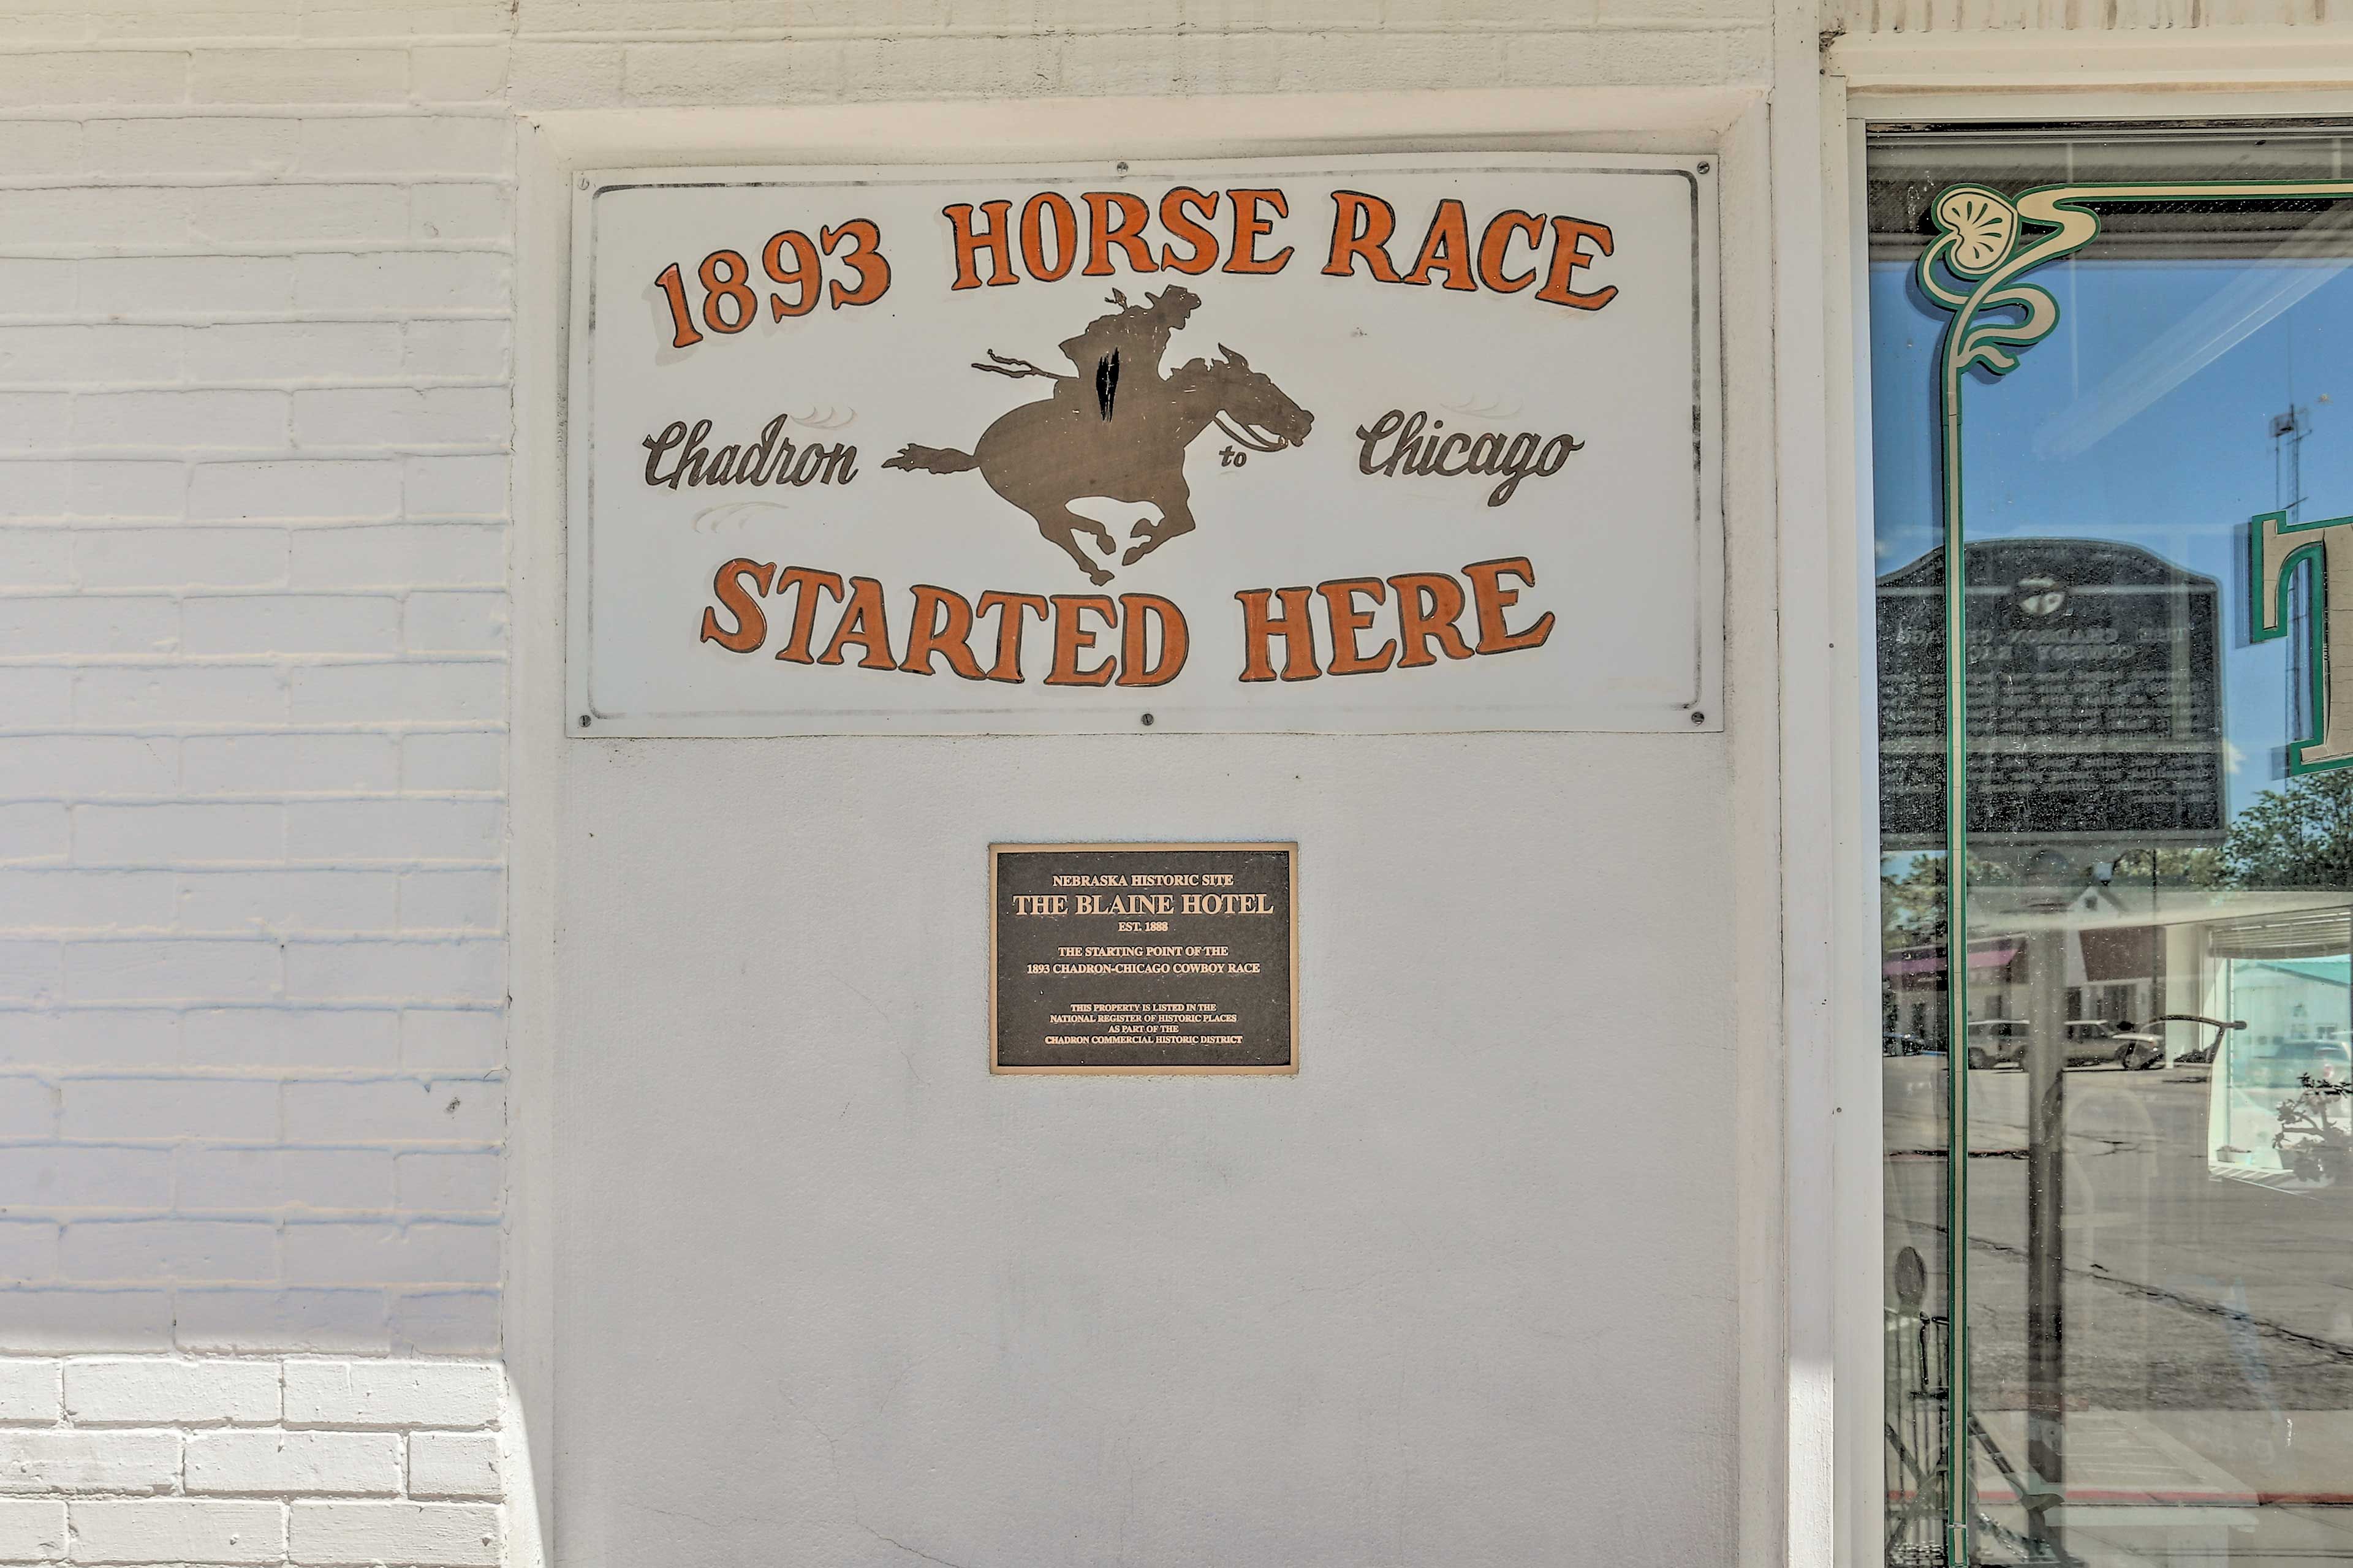 1893 HORSE RACE
Chadron to Chicago
STARTED HERE
NEBRASKA HISTORIC SITE
THE BLAINE HOTEL
EST. 1888
THE STARTING POINT OF THE
1893 CHADRON-CHICAGO COWBOY RACE
THIS PROPERTY IS LISTED IN THE
NATIONAL REGISTER OF HISTORIC PLACES
AS PART OF THE
CHADRON COMMERCIAL HISTORIC DISTRICT
T